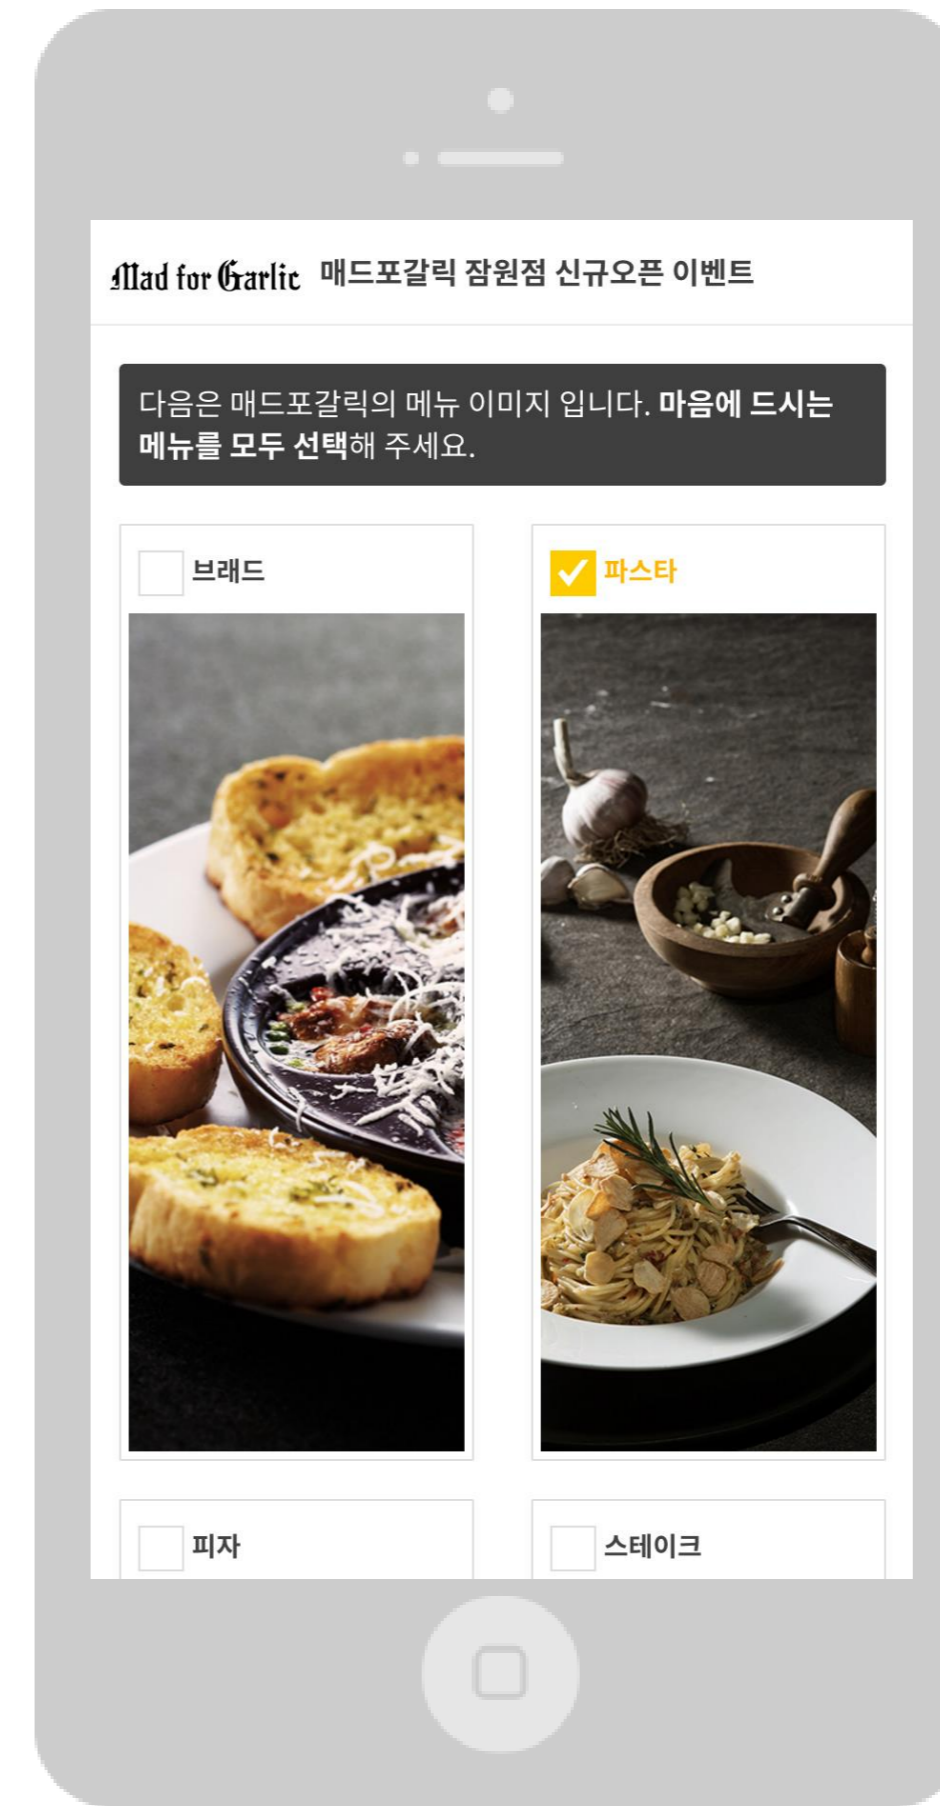 Mad for Garlic 매드포갈릭 잠원점 신규오픈 이벤트
다음은 매드포갈릭의 메뉴 이미지 입니다. 마음에 드시는
메뉴를 모두 선택해 주세요.
브래드
파스타
피자
스테이크